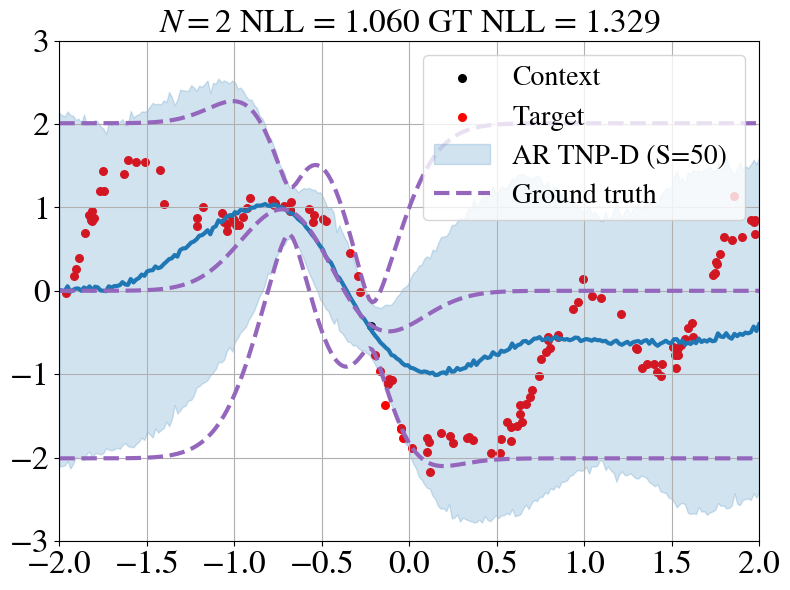 N = 2 NLL = 1.060 GT NLL = 1.329
Context
Target
AR TNP-D (S=50)
Ground truth
3
2
1
0
−1
−2
−3
−2.0 −1.5 −1.0 −0.5 0.0 0.5 1.0 1.5 2.0